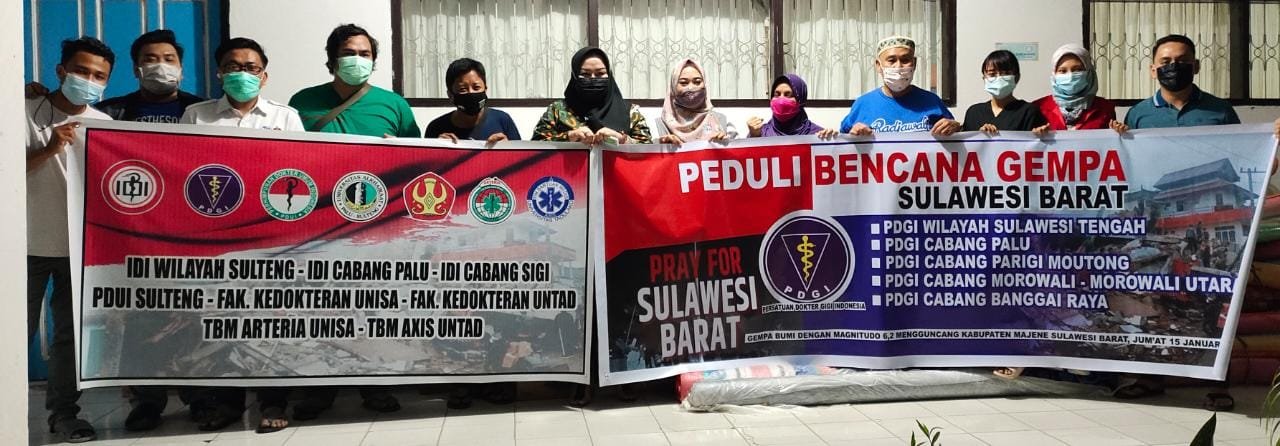 IDI
PDGI
PDUI
IDI WILAYAH SULTENG - IDI CABANG PALU - IDI CABANG SIGI
PDUI SULTENG - FAK. KEDOKTERAN UNISA - FAK. KEDOKTERAN UNTAD
TBM ARTERIA UNISA - TBM AXIS UNTAD
PEDULI BENCANA GEMPA
SULAWESI BARAT
PRAY FOR
SULAWESI
BARAT
PDGI
PERSATUAN DOKTER GIGI INDONESIA
PDGI WILAYAH SULAWESI TENGAH
PDGI CABANG PALU
PDGI CABANG PARIGI MOUTONG
PDGI CABANG MOROWALI - MOROWALI UTARA
PDGI CABANG BANGGAI RAYA
GEMPA BUMI DENGAN MAGNITUDO 6,2 MENGGUNCANG KABUPATEN MAJENE SULAWESI BARAT, JUM'AT 15 JANUAR